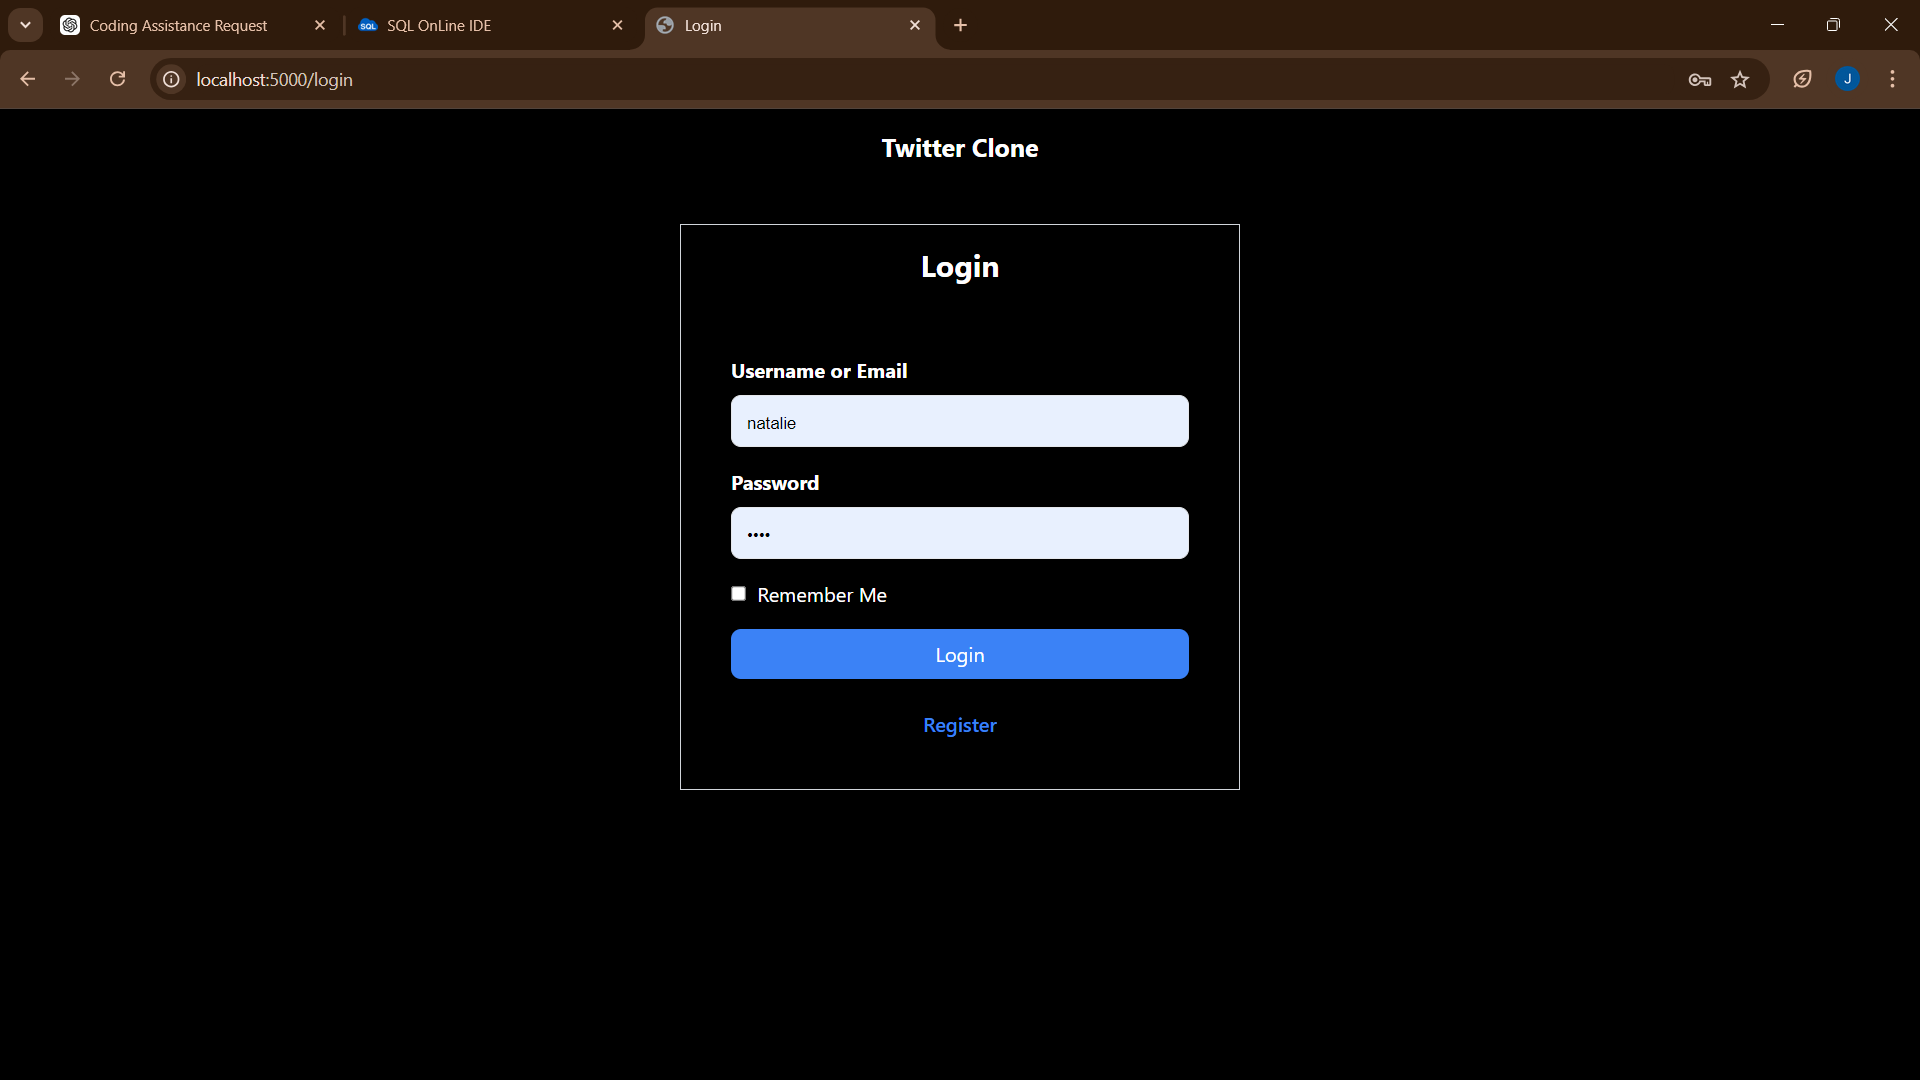 Coding Assistance Request
SQL OnLine IDE
Login
localhost:5000/login
J
Twitter Clone
Login
Username or Email
natalie
Password
••••
Remember Me
Login
Register